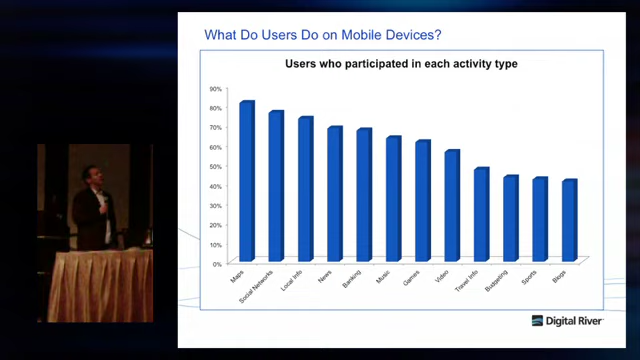 What Do Users Do on Mobile Devices?
Users who participated in each activity type
90%
80%
70%
60%
50%
40%
30%
20%
10%
0%
Maps
Social Networks
Local Info
News
Banking
Music
Games
Video
Travel Info
Budgeting
Sports
Blogs
Digital River